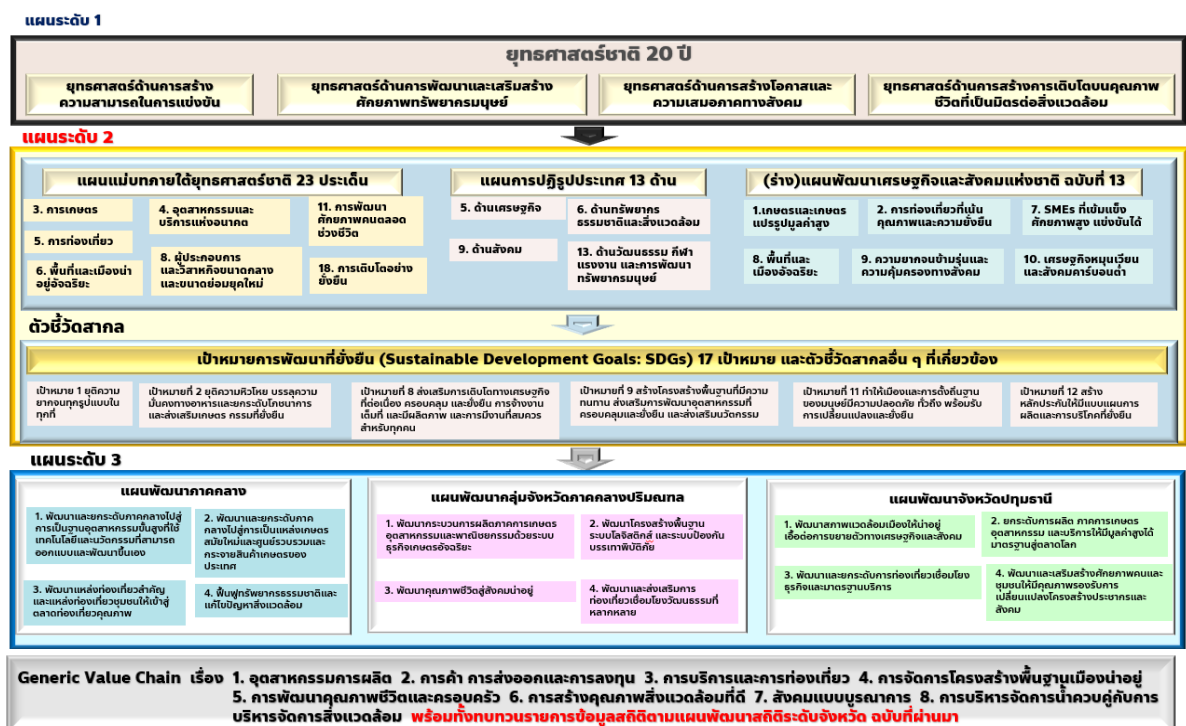 แผนระดับ 1
ยุทธศาสตร์ชาติ 20 ปี
ยุทธศาสตร์ด้านการสร้าง
ความสามารถในการแข่งขัน
ยุทธศาสตร์ด้านการพัฒนาและเสริมสร้าง
ศักยภาพทรัพยากรมนุษย์
ยุทธศาสตร์ด้านการสร้างโอกาสและ
ความเสมอภาคทางสังคม
ยุทธศาสตร์ด้านการสร้างการเติบโตบนคุณภาพ
ชีวิตที่เป็นมิตรต่อสิ่งแวดล้อม
แผนระดับ 2
แผนแม่บทภายใต้ยุทธศาสตร์ชาติ 23 ประเด็น
3. การเกษตร
4. อุตสาหกรรมและ
บริการแห่งอนาคต
11. การพัฒนา
ศักยภาพคนตลอด
ช่วงชีวิต
5. การท่องเที่ยว
6. พื้นที่และเมืองน่า
อยู่อัจฉริยะ
8. ผู้ประกอบการ
และวิสาหกิจขนาดกลาง
และขนาดย่อมยุคใหม่
18. การเติบโตอย่าง
ยั่งยืน
แผนการปฏิรูปประเทศ 13 ด้าน
5. ด้านเศรษฐกิจ
6. ด้านทรัพยากร
ธรรมชาติและสิ่งแวดล้อม
9. ด้านสังคม
13. ด้านวัฒนธรรม กีฬา
แรงงาน และการพัฒนา
ทรัพยากรมนุษย์
(ร่าง)แผนพัฒนาเศรษฐกิจและสังคมแห่งชาติ ฉบับที่ 13
1.เกษตรและเกษตร
แปรรูปมูลค่าสูง
2. การท่องเที่ยวที่เน้น
คุณภาพและความยั่งยืน
7. SMEs ที่เข้มแข็ง
ศักยภาพสูง แข่งขันได้
8. พื้นที่และ
เมืองอัจฉริยะ
9. ความยากจนข้ามรุ่นและ
ความคุ้มครองทางสังคม
10. เศรษฐกิจหมุนเวียน
และสังคมคาร์บอนต่ำ
ตัวชี้วัดสากล
เป้าหมายการพัฒนาที่ยั่งยืน (Sustainable Development Goals: SDGs) 17 เป้าหมาย และตัวชี้วัดสากลอื่น ๆ ที่เกี่ยวข้อง
เป้าหมาย 1 ยุติความ
ยากจนทุกรูปแบบใน
ทุกที่
เป้าหมายที่ 2 ยุติความหิวโหย บรรลุความ
มั่นคงทางอาหารและยกระดับโภชนาการ
และส่งเสริมเกษตร กรรมที่ยั่งยืน
เป้าหมายที่ 8 ส่งเสริมการเติบโตทางเศรษฐกิจ
ที่ต่อเนื่อง ครอบคลุม และยั่งยืน การจ้างงาน
เต็มที่ และมีผลิตภาพ และการมีงานที่สมควร
สำหรับทุกคน
เป้าหมายที่ 9 สร้างโครงสร้างพื้นฐานที่มีความ
ทนทาน ส่งเสริมการพัฒนาอุตสาหกรรมที่
ครอบคลุมและยั่งยืน และส่งเสริมนวัตกรรม
เป้าหมายที่ 11 ทำให้เมืองและการตั้งถิ่นฐาน
ของมนุษย์มีความปลอดภัย ทั่วถึง พร้อมรับ
การเปลี่ยนแปลงและยั่งยืน
เป้าหมายที่ 12 สร้าง
หลักประกันให้มีแบบแผนการ
ผลิตและการบริโภคที่ยั่งยืน
แผนระดับ 3
แผนพัฒนาภาคกลาง
1. พัฒนาและยกระดับภาคกลางไปสู่
การเป็นฐานอุตสาหกรรมขั้นสูงที่ใช้
เทคโนโลยีและนวัตกรรมที่สามารถ
ออกแบบและพัฒนาขึ้นเอง
2. พัฒนาและยกระดับภาค
กลางไปสู่การเป็นแหล่งเกษตร
สมัยใหม่และศูนย์รวบรวมและ
กระจายสินค้าเกษตรของ
ประเทศ
3. พัฒนาแหล่งท่องเที่ยวสำคัญ
และแหล่งท่องเที่ยวชุมชนให้เข้าสู่
ตลาดท่องเที่ยวคุณภาพ
4. ฟื้นฟูทรัพยากรธรรมชาติและ
แก้ไขปัญหาสิ่งแวดล้อม
แผนพัฒนากลุ่มจังหวัดภาคกลางปริมณฑล
1. พัฒนากระบวนการผลิตภาคการเกษตร
อุตสาหกรรมและพาณิชยกรรมด้วยระบบ
ธุรกิจเกษตรอัจฉริยะ
2. พัฒนาโครงสร้างพื้นฐาน
ระบบโลจิสติกส์ และระบบป้องกัน
บรรเทาพิบัติภัย
3. พัฒนาคุณภาพชีวิตสู่สังคมน่าอยู่
4. พัฒนาและส่งเสริมการ
ท่องเที่ยวเชื่อมโยงวัฒนธรรมที่
หลากหลาย
แผนพัฒนาจังหวัดปทุมธานี
1. พัฒนาสภาพแวดล้อมเมืองให้น่าอยู่
เอื้อต่อการขยายตัวทางเศรษฐกิจและสังคม
2. ยกระดับการผลิต ภาคการเกษตร
อุตสาหกรรม และบริการให้มีมูลค่าสูงได้
มาตรฐานสู่ตลาดโลก
3. พัฒนาและยกระดับการท่องเที่ยวเชื่อมโยง
ธุรกิจและมาตรฐานบริการ
4. พัฒนาและเสริมสร้างศักยภาพคนและ
ชุมชนให้มีคุณภาพรองรับการ
เปลี่ยนแปลงโครงสร้างประชากรและ
สังคม
Generic Value Chain เรื่อง 1. อุตสาหกรรมการผลิต 2. การค้า การส่งออกและการลงทุน 3. การบริการและการท่องเที่ยว 4. การจัดการโครงสร้างพื้นฐานเมืองน่าอยู่
5. การพัฒนาคุณภาพชีวิตและครอบครัว 6. การสร้างคุณภาพสิ่งแวดล้อมที่ดี 7. สังคมแบบบูรณาการ 8. การบริหารจัดการน้ำควบคู่กับการ
บริหารจัดการสิ่งแวดล้อม พร้อมทั้งทบทวนรายการข้อมูลสถิติตามแผนพัฒนาสถิติระดับจังหวัด ฉบับที่ผ่านมา